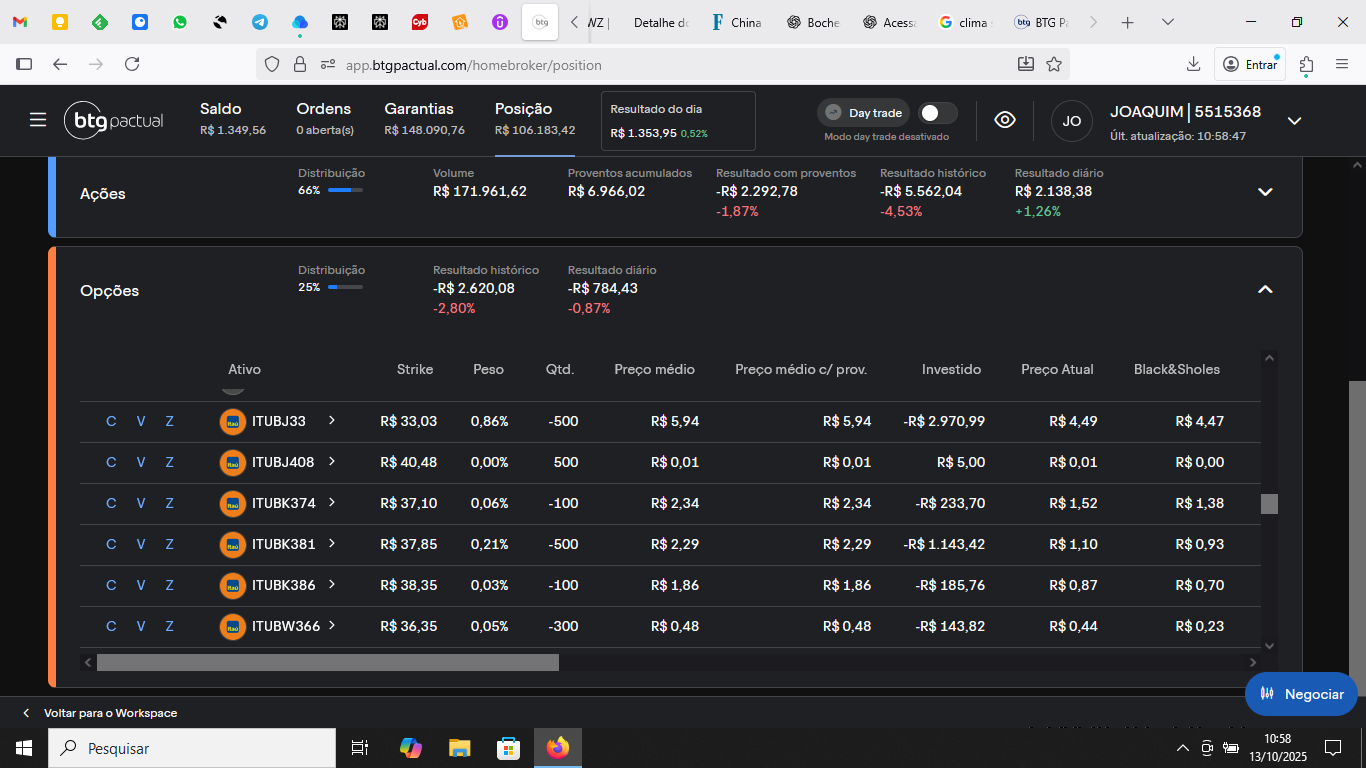 btg
WZ |
Detalhe do
F China
Boche
Acess
clima
btg BTG Pa
app.btgpactual.com/homebroker/position
Entrar
btg pactual
Saldo
R$ 1.349,56
Ordens
0 aberta(s)
Garantias
R$ 148.090,76
Posição
R$ 106.183,42
Resultado do dia
R$ 1.353,95 0,52%
Day trade
Modo day trade desativado
JO
JOAQUIM | 5515368
Últ. atualização: 10:58:47
Ações
Distribuição
66%
Volume
R$ 171.961,62
Proventos acumulados
R$ 6.966,02
Resultado com proventos
-R$ 2.292,78
-1,87%
Resultado histórico
-R$ 5.562,04
-4,53%
Resultado diário
R$ 2.138,38
+1,26%
Opções
Distribuição
25%
Resultado histórico
-R$ 2.620,08
-2,80%
Resultado diário
-R$ 784,43
-0,87%
Ativo Strike Peso Qtd. Preço médio Preço médio c/ prov. Investido Preço Atual Black&Sholes
C V Z Itaú ITUBJ33 R$ 33,03 0,86% -500 R$ 5,94 R$ 5,94 -R$ 2.970,99 R$ 4,49 R$ 4,47
C V Z Itaú ITUBJ408 R$ 40,48 0,00% 500 R$ 0,01 R$ 0,01 R$ 5,00 R$ 0,01 R$ 0,00
C V Z Itaú ITUBK374 R$ 37,10 0,06% -100 R$ 2,34 R$ 2,34 -R$ 233,70 R$ 1,52 R$ 1,38
C V Z Itaú ITUBK381 R$ 37,85 0,21% -500 R$ 2,29 R$ 2,29 -R$ 1.143,42 R$ 1,10 R$ 0,93
C V Z Itaú ITUBK386 R$ 38,35 0,03% -100 R$ 1,86 R$ 1,86 -R$ 185,76 R$ 0,87 R$ 0,70
C V Z Itaú ITUBW366 R$ 36,35 0,05% -300 R$ 0,48 R$ 0,48 -R$ 143,82 R$ 0,44 R$ 0,23
Negociar
Voltar para o Workspace
Pesquisar
10:58
13/10/2025